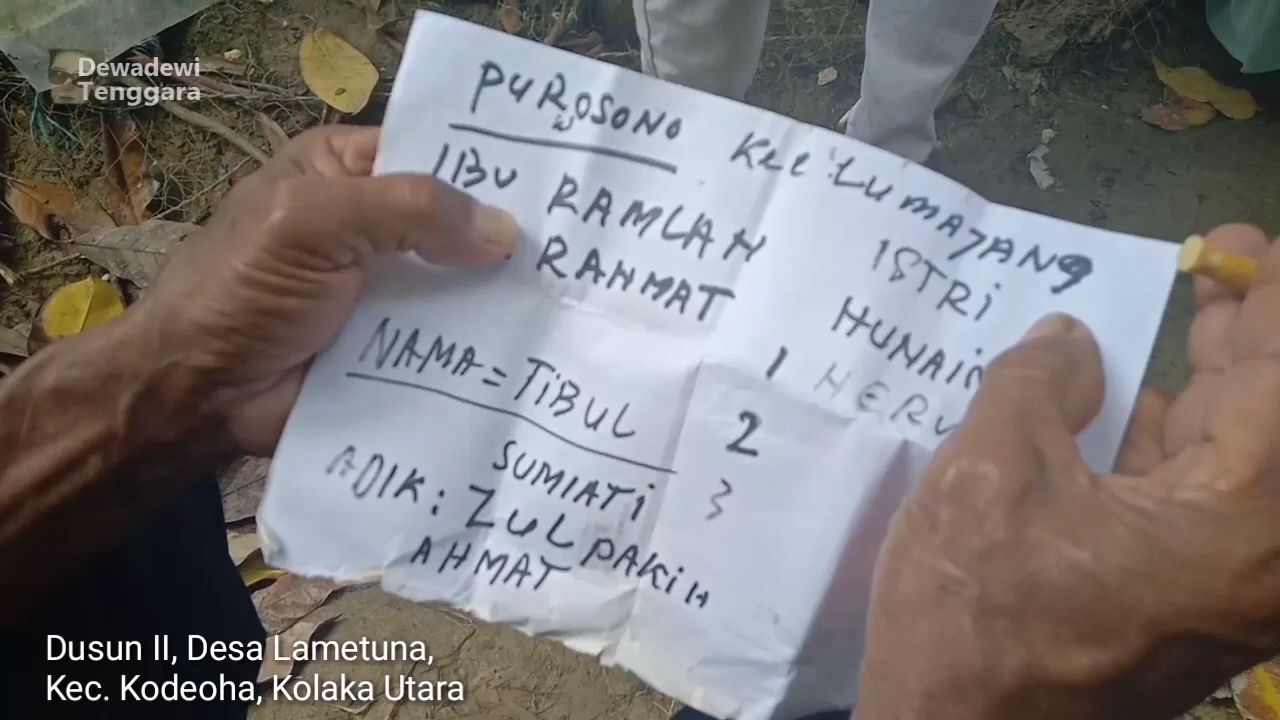 Dewadewi
Tenggara
PUROSONO KEL: LUMAJANG
W
IBU RAMLAH
RAHMAT
ISTRI
HUNAIN
1 HERU
2
3
NAMA = TIBUL
SUMIATI
ADIK: ZULPAKIH
AHMAT
Dusun II, Desa Lametuna,
Kec. Kodeoha, Kolaka Utara